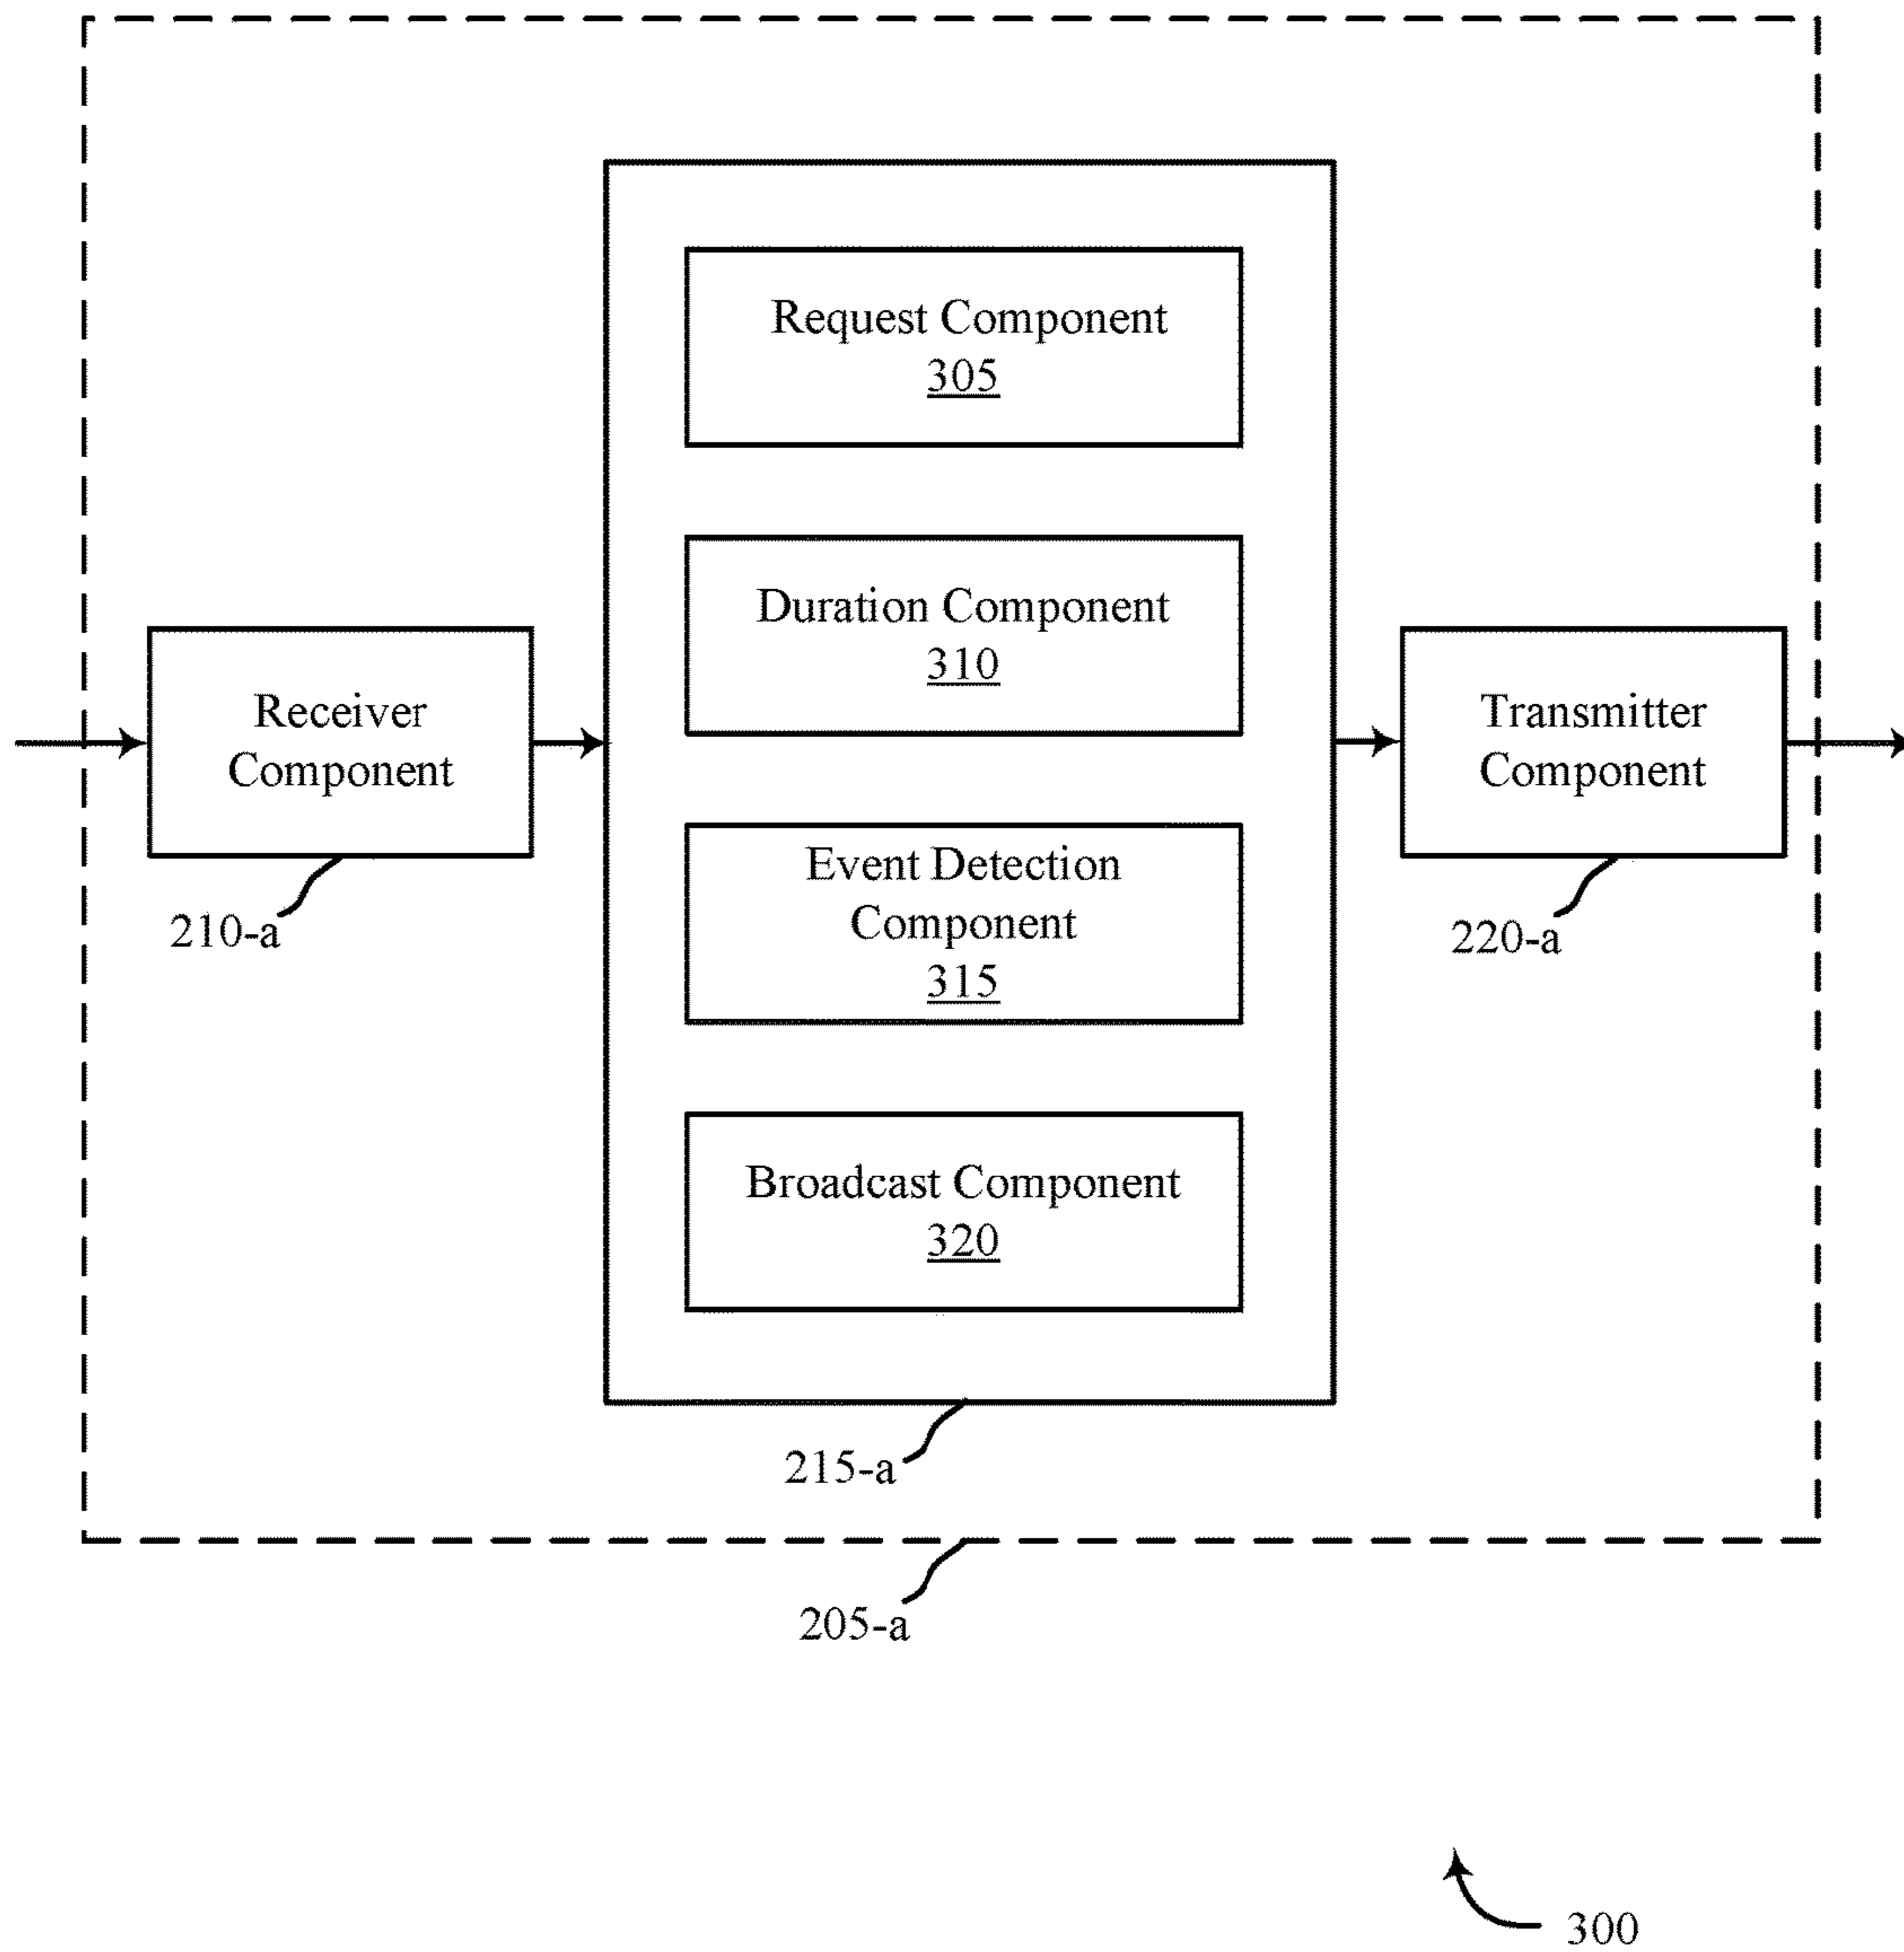 Request Component
305
Duration Component
310
Receiver
Component
210-a
Event Detection
Component
315
Transmitter
Component
220-a
Broadcast Component
320
215-a
205-a
300